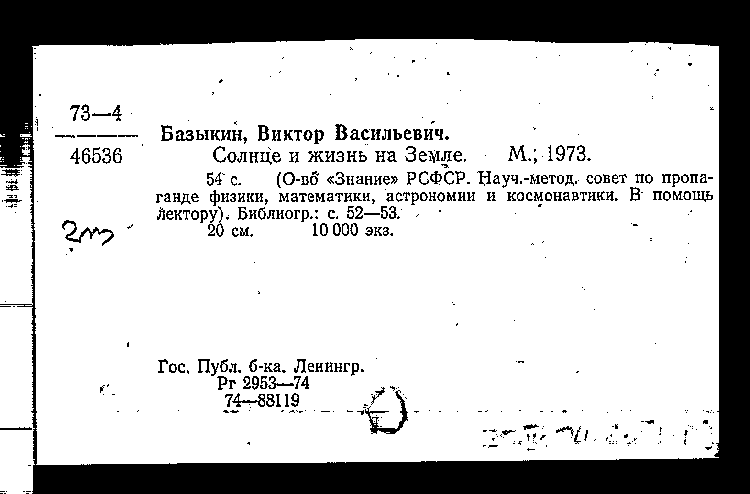 73—4
46536
Базыкин, Виктор Васильевич.
Солнце и жизнь на Земле. М., 1973.
54 с. (О-во «Знание» РСФСР. Науч.-метод. совет по пропа-
ганде физики, математики, астрономии и космонавтики. В помощь
лектору). Библиогр.: с. 52—53.
20 см. 10 000 экз.
Гос. Публ. б-ка. Ленингр.
Рг 2953—74
74—88119